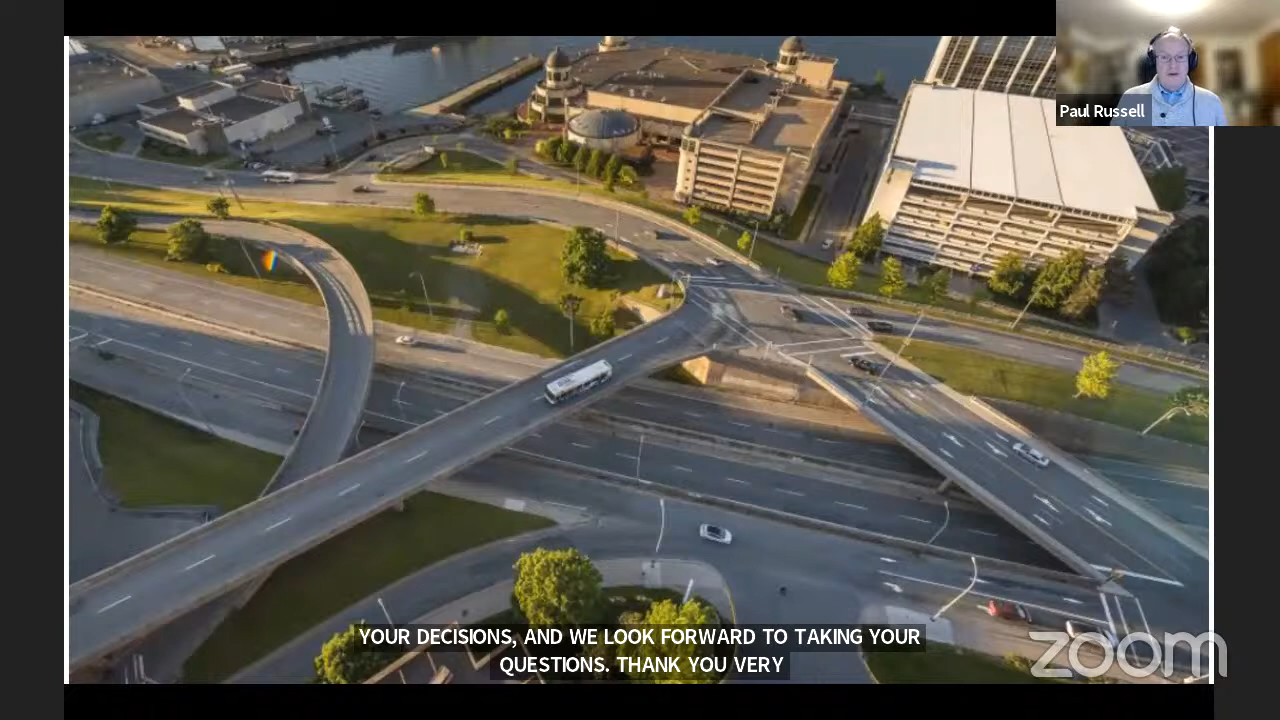 Paul Russell
YOUR DECISIONS, AND WE LOOK FORWARD TO TAKING YOUR
QUESTIONS. THANK YOU VERY
zoom